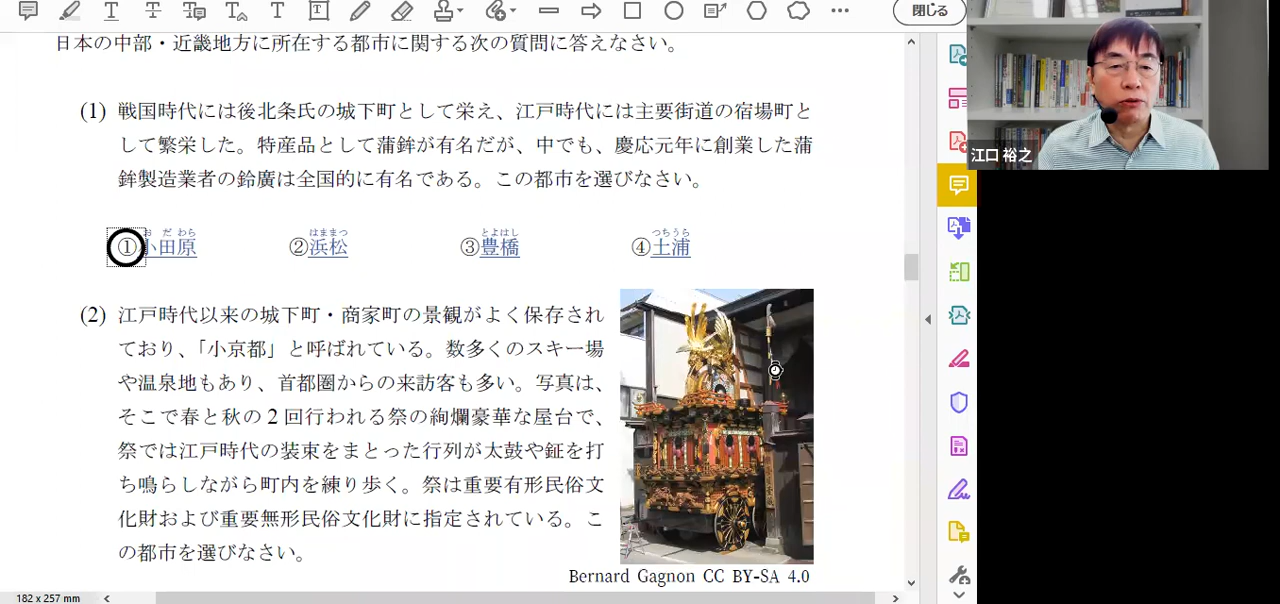 閉じる
日本の中部・近畿地方に所在する都市に関する次の質問に答えなさい。
(1) 戦国時代には後北条氏の城下町として栄え、江戸時代には主要街道の宿場町と
して繁栄した。特産品として蒲鉾が有名だが、中でも、慶応元年に創業した蒲
鉾製造業者の鈴廣は全国的に有名である。この都市を選びなさい。
お だ わら はままつ とよはし つちうら
①小田原 ②浜松 ③豊橋 ④土浦
(2) 江戸時代以来の城下町・商家町の景観がよく保存され
ており、「小京都」と呼ばれている。数多くのスキー場
や温泉地もあり、首都圏からの来訪客も多い。写真は、
そこで春と秋の2回行われる祭の絢爛豪華な屋台で、
祭では江戸時代の装束をまとった行列が太鼓や鉦を打
ち鳴らしながら町内を練り歩く。祭は重要有形民俗文
化財および重要無形民俗文化財に指定されている。こ
の都市を選びなさい。
Bernard Gagnon CC BY-SA 4.0
182 x 257 mm
江口 裕之